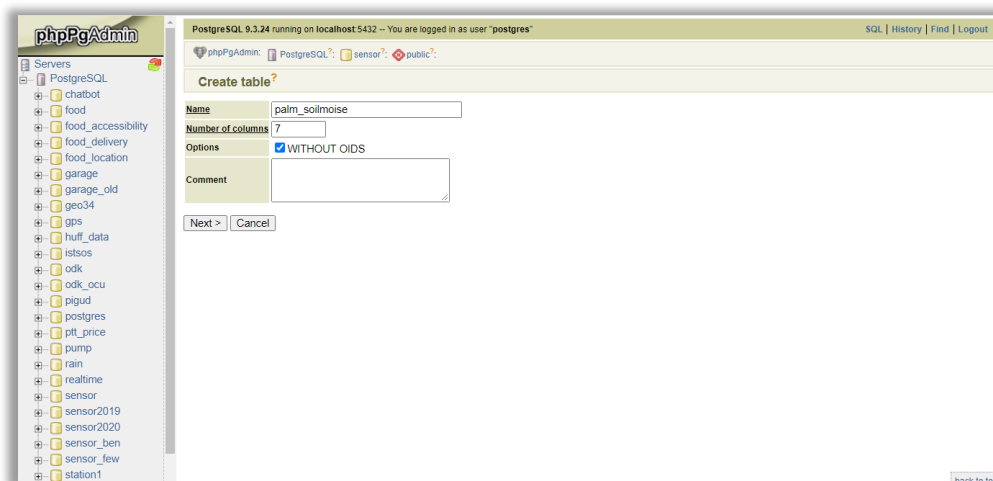 phpPgAdmin
PostgreSQL 9.3.24 running on localhost:5432 -- You are logged in as user "postgres"
SQL | History | Find | Logout
phpPgAdmin: PostgreSQL?: sensor?: public?:
Create table?
Name palm_soilmoise
Number of columns 7
Options WITHOUT OIDS
Comment
Next > Cancel
Servers
PostgreSQL
chatbot
food
food_accessibility
food_delivery
food_location
garage
garage_old
geo34
gps
huff_data
istsos
odk
odk_ocu
pigud
postgres
ptt_price
pump
rain
realtime
sensor
sensor2019
sensor2020
sensor_ben
sensor_few
station1